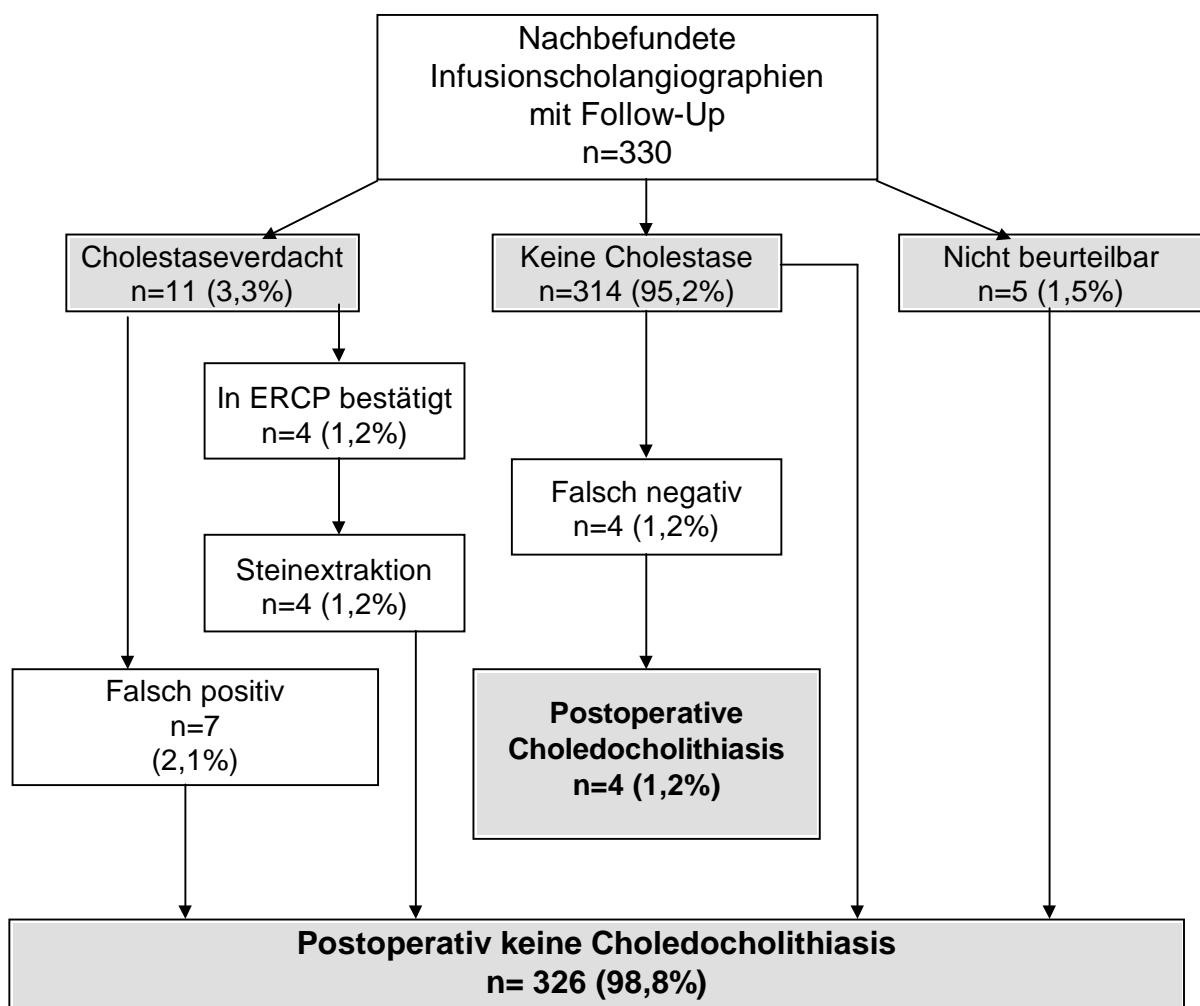 Nachbefundete
Infusionscholangiographien
mit Follow-Up
n=330
Cholestaseverdacht
n=11 (3,3%)
Keine Cholestase
n=314 (95,2%)
Nicht beurteilbar
n=5 (1,5%)
In ERCP bestätigt
n=4 (1,2%)
Falsch negativ
n=4 (1,2%)
Steinextraktion
n=4 (1,2%)
Falsch positiv
n=7
(2,1%)
Postoperative
Choledocholithiasis
n=4 (1,2%)
Postoperativ keine Choledocholithiasis
n= 326 (98,8%)